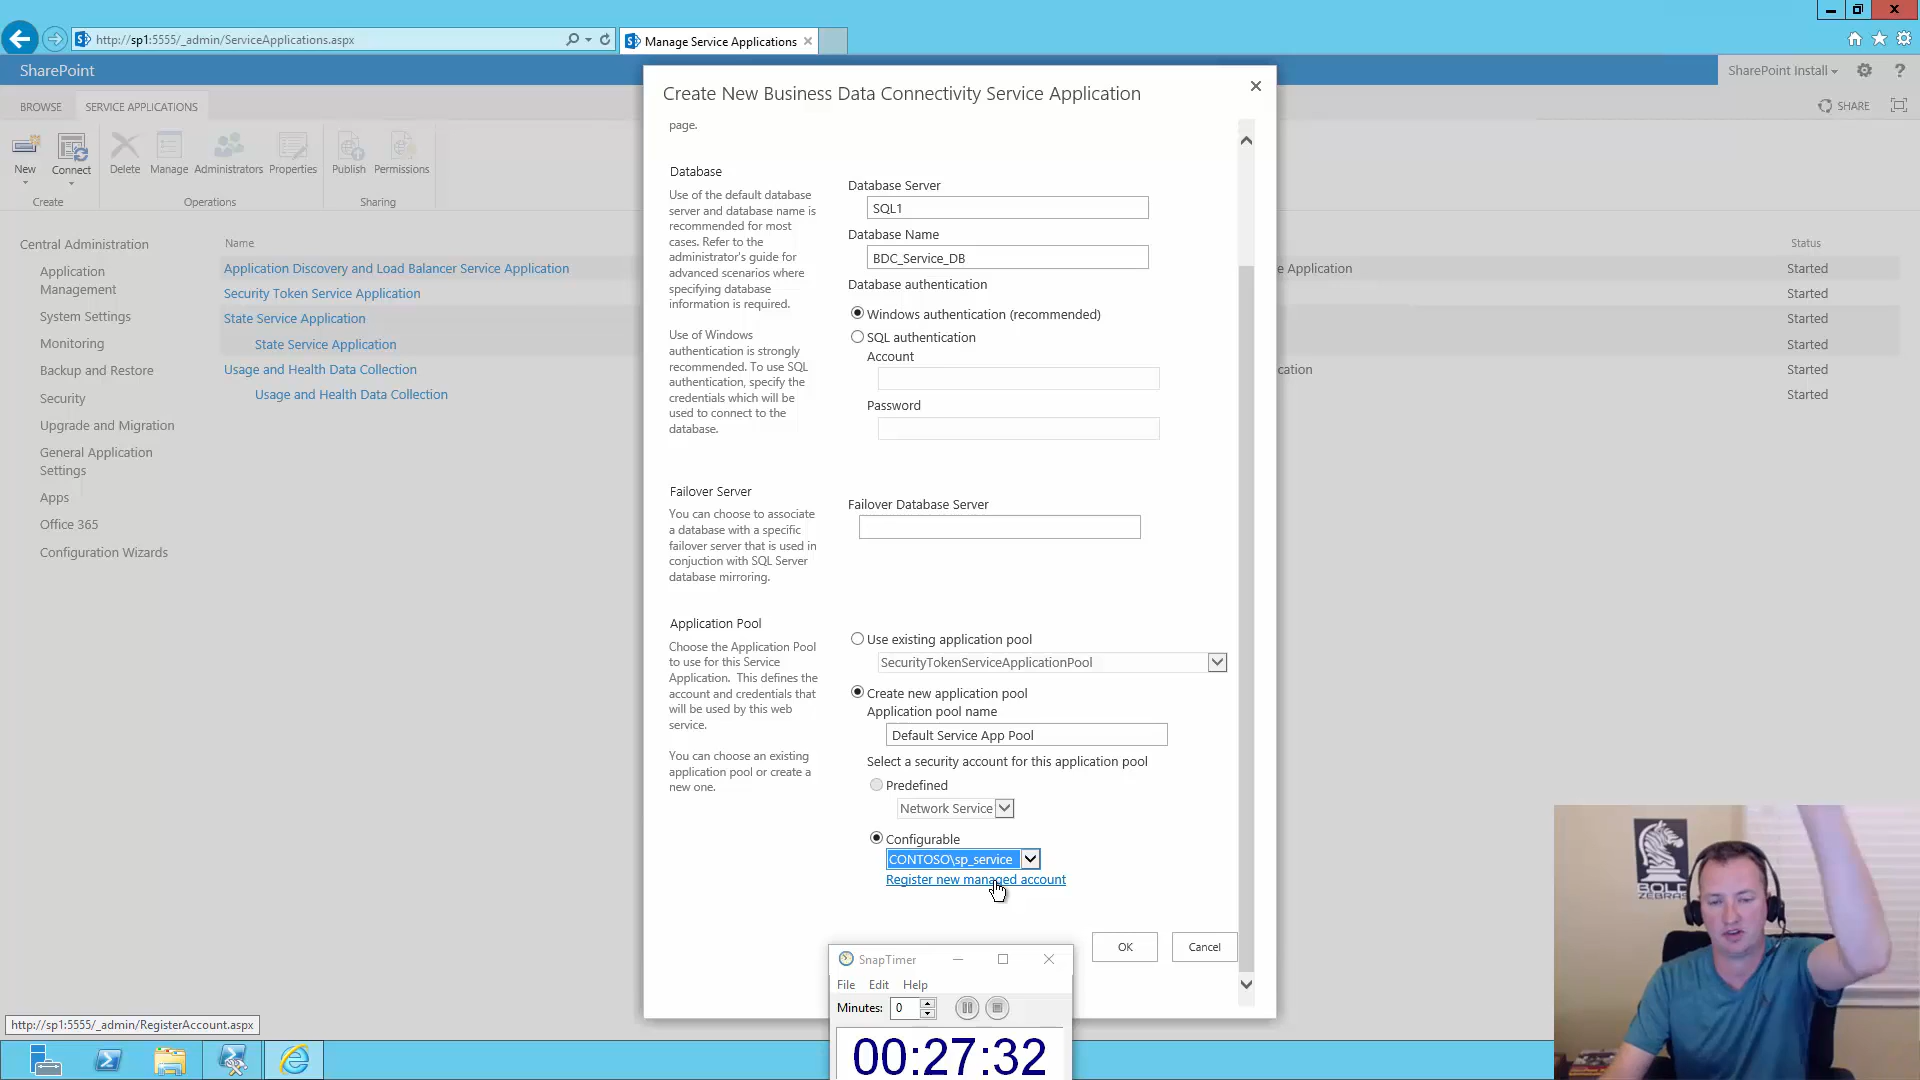 http://sp1:5555/_admin/ServiceApplications.aspx
Manage Service Applications
SharePoint
SharePoint Install
?
BROWSE
SERVICE APPLICATIONS
SHARE
New
Connect
Delete
Manage
Administrators
Properties
Publish
Permissions
Create
Operations
Sharing
Central Administration
Application
Management
System Settings
Monitoring
Backup and Restore
Security
Upgrade and Migration
General Application
Settings
Apps
Office 365
Configuration Wizards
Name
Application Discovery and Load Balancer Service Application
Security Token Service Application
State Service Application
State Service Application
Usage and Health Data Collection
Usage and Health Data Collection
Status
e Application
Started
Started
Started
Started
cation
Started
Started
Create New Business Data Connectivity Service Application
page.
Database
Use of the default database
server and database name is
recommended for most
cases. Refer to the
administrator's guide for
advanced scenarios where
specifying database
information is required.
Use of Windows
authentication is strongly
recommended. To use SQL
authentication, specify the
credentials which will be
used to connect to the
database.
Database Server
SQL1
Database Name
BDC_Service_DB
Database authentication
Windows authentication (recommended)
SQL authentication
Account
Password
Failover Server
You can choose to associate
a database with a specific
failover server that is used in
conjuction with SQL Server
database mirroring.
Failover Database Server
Application Pool
Choose the Application Pool
to use for this Service
Application.  This defines the
account and credentials that
will be used by this web
service.
You can choose an existing
application pool or create a
new one.
Use existing application pool
SecurityTokenServiceApplicationPool
Create new application pool
Application pool name
Default Service App Pool
Select a security account for this application pool
Predefined
Network Service
Configurable
CONTOSO\sp_service
Register new managed account
OK
Cancel
SnapTimer
File
Edit
Help
Minutes: 0
00:27:32
http://sp1:5555/_admin/RegisterAccount.aspx
BOLD
ZEBRAS